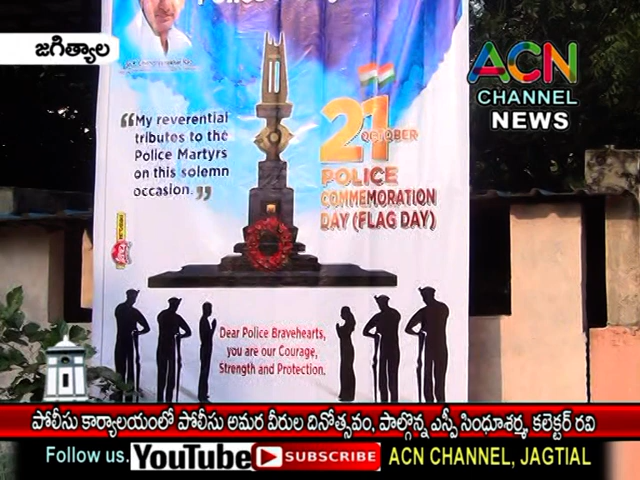 జగిత్యాల
ACN
CHANNEL
NEWS
K. Chandrashekhar Rao
“My reverential
tributes to the
Police Martyrs
on this solemn
occasion.”
21
OCTOBER
POLICE
COMMEMORATION
DAY (FLAG DAY)
Dear Police Bravehearts,
you are our Courage,
Strength and Protection.
పోలీసు కార్యాలయంలో పోలీసు అమర వీరుల దినోత్సవం, పాల్గొన్న ఎస్పీ సింధూశర్మ, కలెక్టర్ రవి
Follow us. YouTube SUBSCRIBE ACN CHANNEL, JAGTIAL